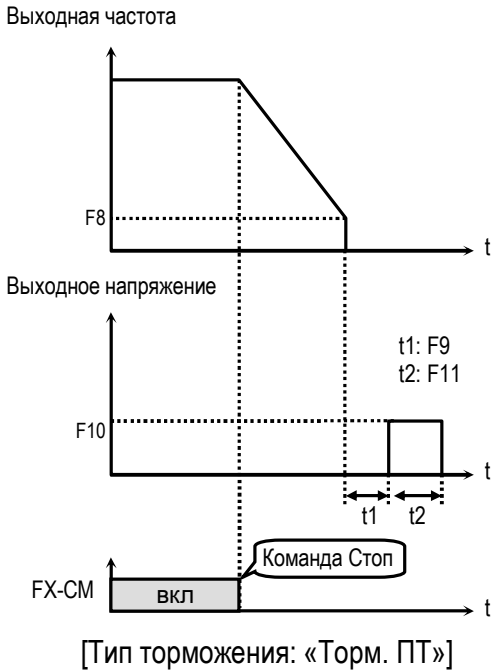 Выходная частота
F8
t
Выходное напряжение
t1: F9
t2: F11
F10
t
t1 t2
Команда Стоп
FX-CM ВКЛ
t
[Тип торможения: «Торм. ПТ»]